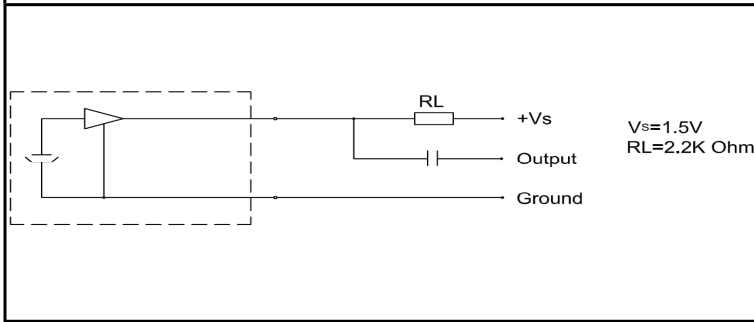 RL
+Vs
Vs=1.5V
Output
RL=2.2K Ohm
Ground